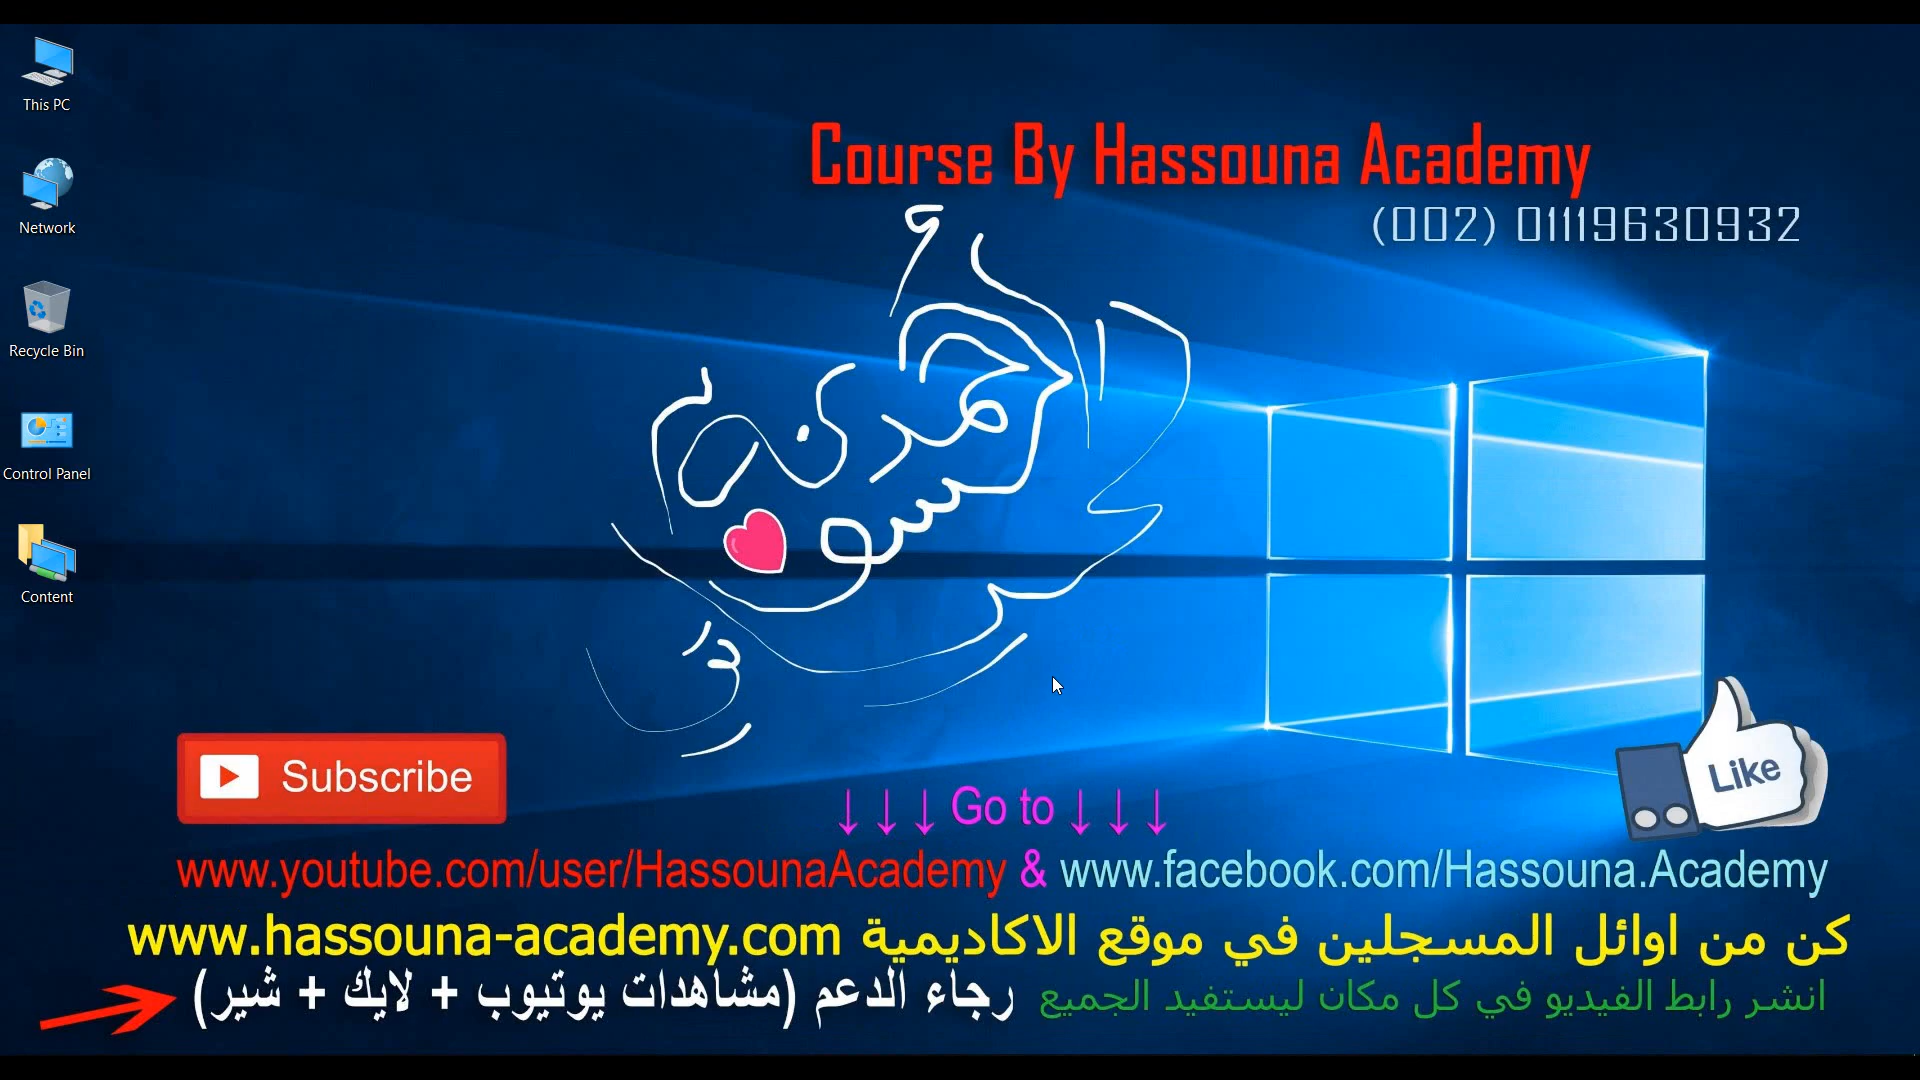 This PC
Network
Recycle Bin
Control Panel
Content
Course By Hassouna Academy
(002) 01119630932
Subscribe
Like
↓↓↓Go to↓↓↓
www.youtube.com/user/HassounaAcademy & www.facebook.com/Hassouna.Academy
كن من اوائل المسجلين في موقع الاكاديمية www.hassouna-academy.com
انشر رابط الفيديو في كل مكان ليستفيد الجميع
رجاء الدعم (مشاهدات يوتيوب + لايك + شير)